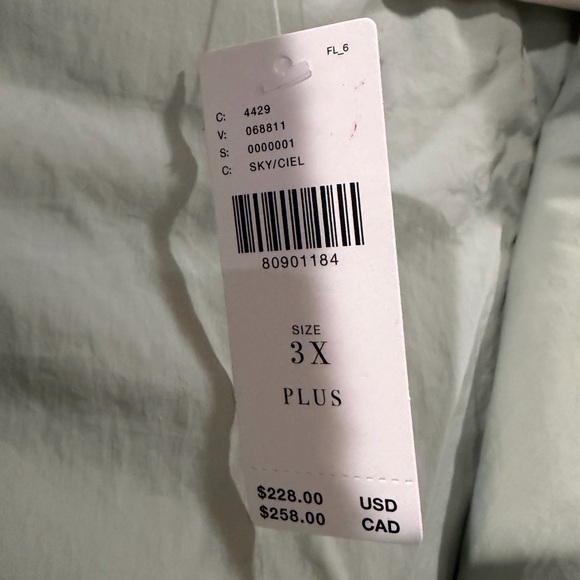 FL_6
C: 4429
V: 068811
S: 0000001
C: SKY/CIEL
80901184
SIZE
3X
PLUS
$228.00 USD
$258.00 CAD